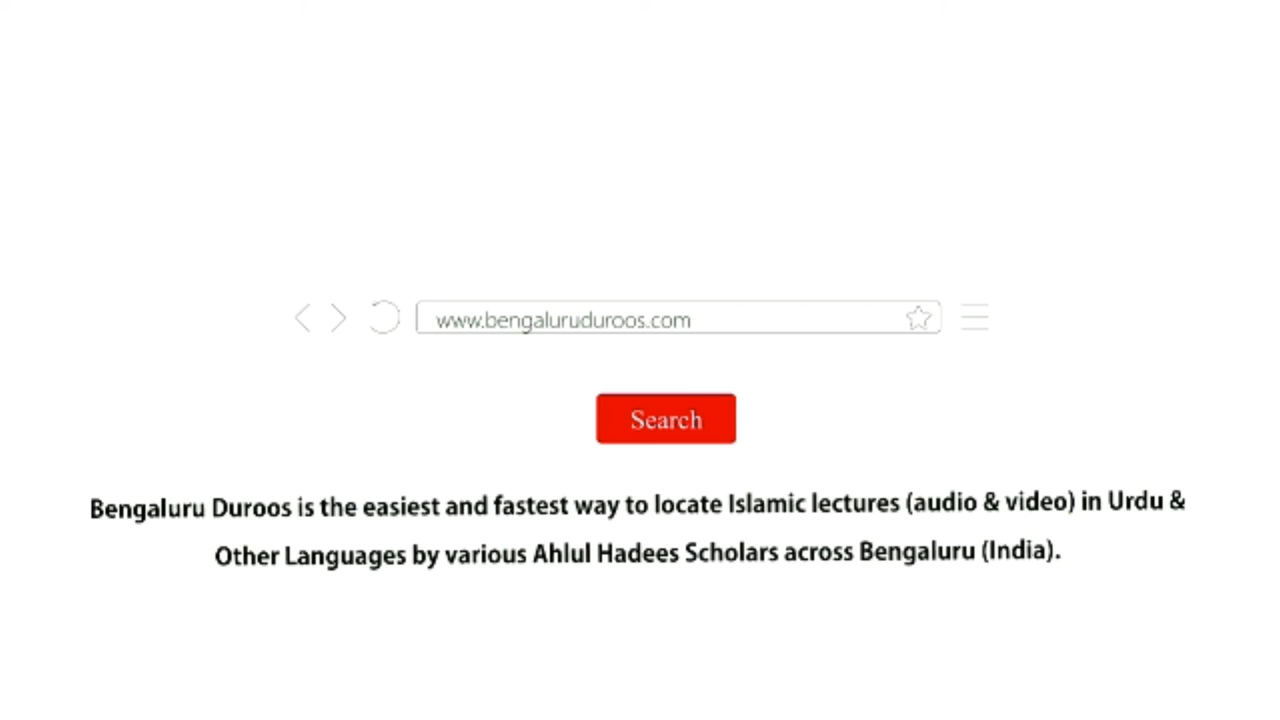 www.bengaluruduroos.com
Search
Bengaluru Duroos is the easiest and fastest way to locate Islamic lectures (audio & video) in Urdu &
Other Languages by various Ahlul Hadees Scholars across Bengaluru (India).